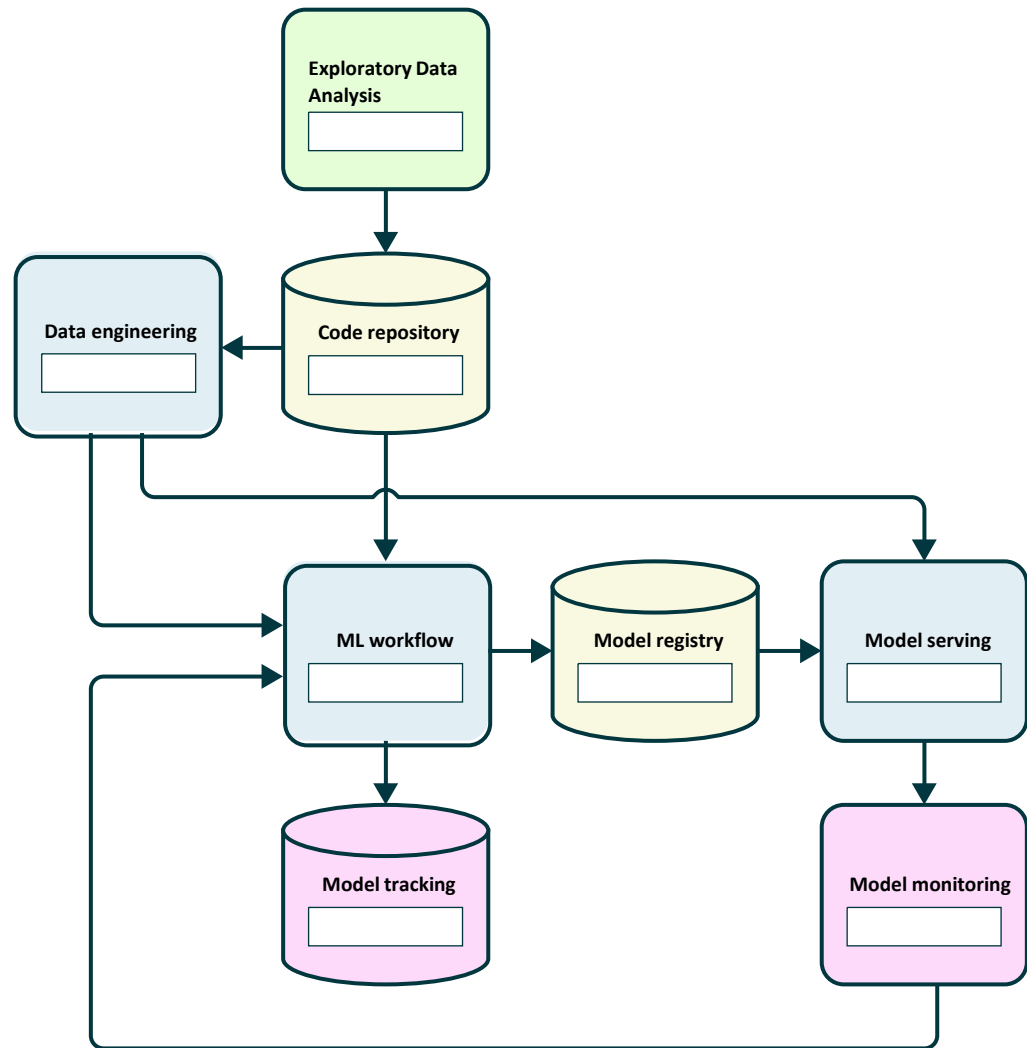 Exploratory Data
Analysis
Data engineering
Code repository
ML workflow
Model registry
Model serving
Model tracking
Model monitoring